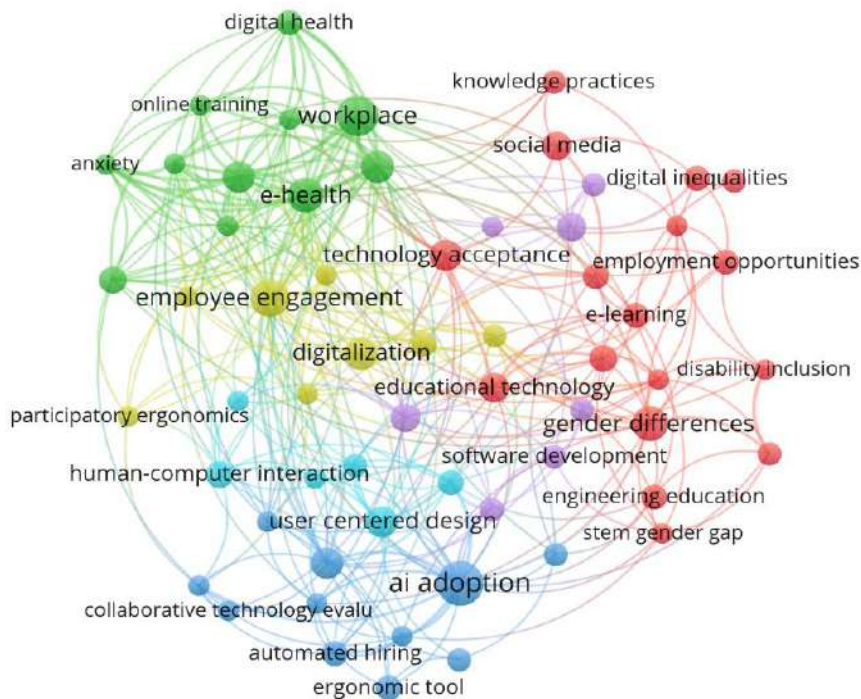 digital health
knowledge practices
online training
workplace
social media
anxiety
digital inequalities
e-health
technology acceptance
employment opportunities
employee engagement
e-learning
digitalization
disability inclusion
educational technology
participatory ergonomics
gender differences
software development
human-computer interaction
engineering education
user centered design
stem gender gap
ai adoption
collaborative technology evalu
automated hiring
ergonomic tool